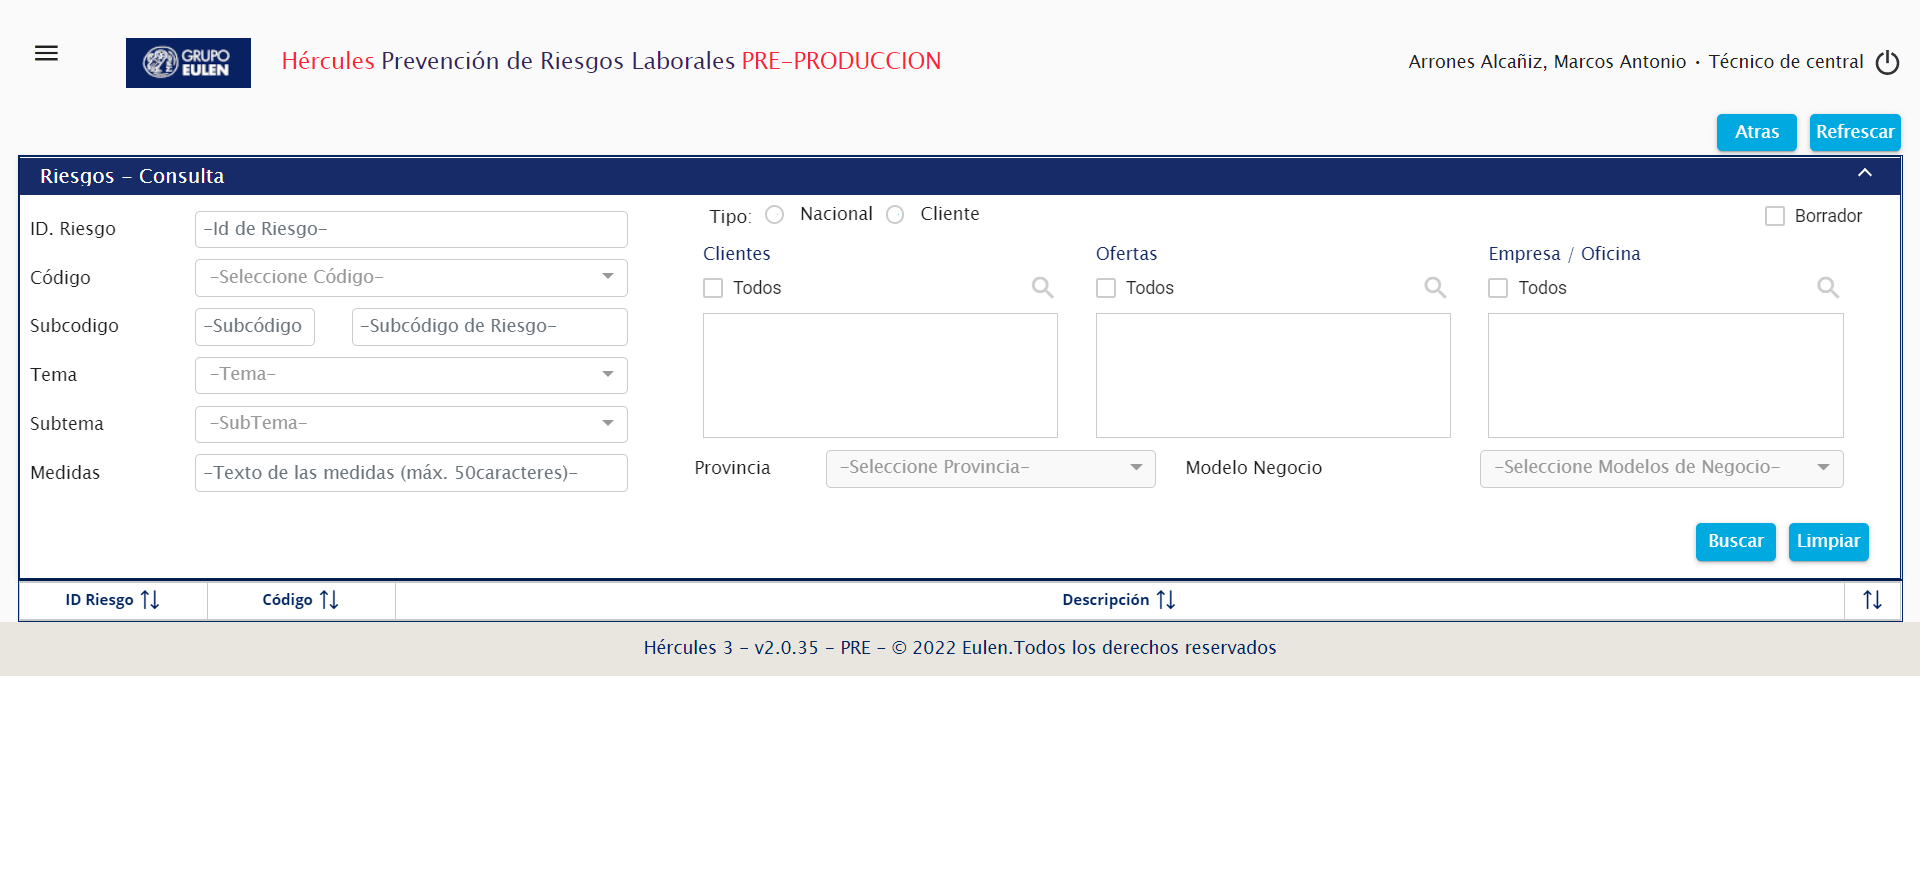 GRUPO
EULEN
Hércules Prevención de Riesgos Laborales PRE-PRODUCCION
Arrones Alcañiz, Marcos Antonio • Técnico de central
Atras
Refrescar
Riesgos - Consulta
ID. Riesgo
-Id de Riesgo-
Código
-Seleccione Código-
Subcodigo
-Subcódigo
-Subcódigo de Riesgo-
Tema
-Tema-
Subtema
-SubTema-
Medidas
-Texto de las medidas (máx. 50caracteres)-
Tipo:
Nacional
Cliente
Borrador
Clientes
Todos
Ofertas
Todos
Empresa / Oficina
Todos
Provincia
-Seleccione Provincia-
Modelo Negocio
-Seleccione Modelos de Negocio-
Buscar
Limpiar
ID Riesgo
Código
Descripción
Hércules 3 - v2.0.35 - PRE - © 2022 Eulen.Todos los derechos reservados